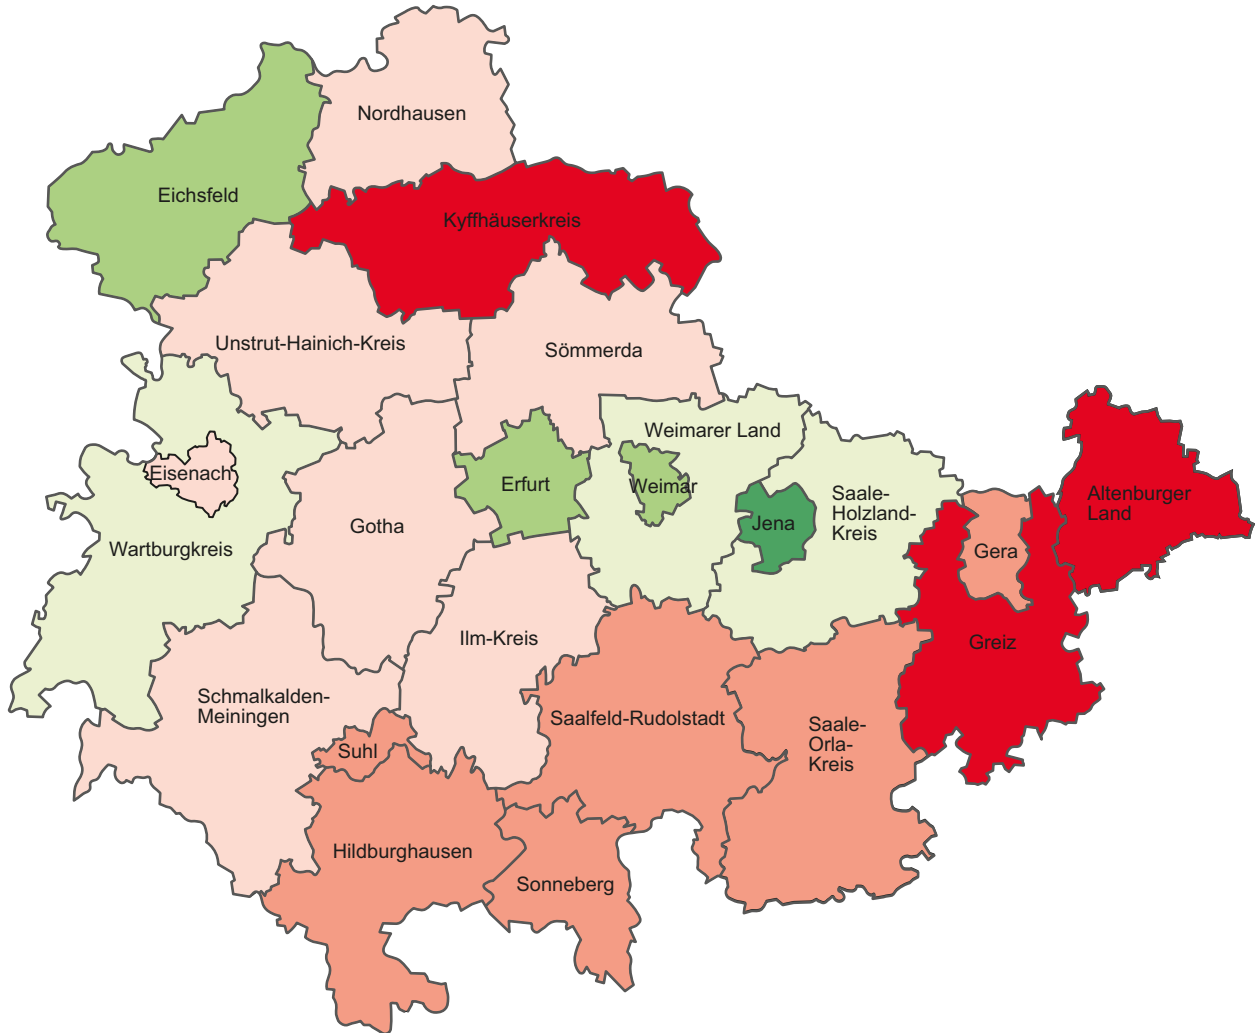 Nordhausen
Eichsfeld
Kyffhäuserkreis
Unstrut-Hainich-Kreis
Sömmerda
Weimarer Land
Eisenach
Erfurt
Weimar
Saale-
Holzland-
Kreis
Altenburger
Land
Gotha
Jena
Wartburgkreis
Gera
Ilm-Kreis
Greiz
Schmalkalden-
Meiningen
Saalfeld-Rudolstadt
Saale-
Orla-
Kreis
Suhl
Hildburghausen
Sonneberg